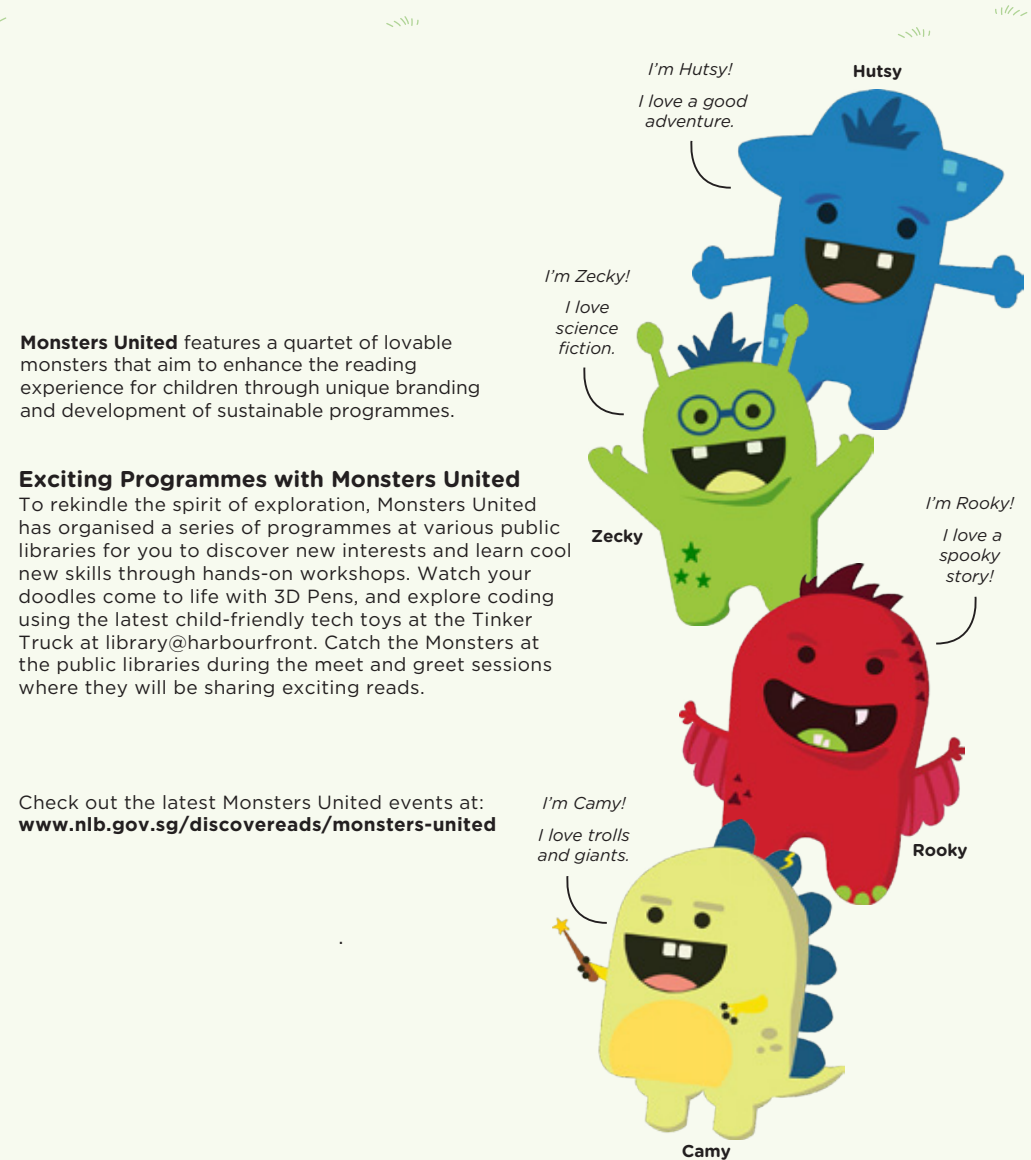 I'm Hutsy!
I love a good
adventure.
Hutsy
I'm Zecky!
I love
science
fiction.
Zecky
Monsters United features a quartet of lovable
monsters that aim to enhance the reading
experience for children through unique branding
and development of sustainable programmes.
Exciting Programmes with Monsters United
To rekindle the spirit of exploration, Monsters United
has organised a series of programmes at various public
libraries for you to discover new interests and learn cool
new skills through hands-on workshops. Watch your
doodles come to life with 3D Pens, and explore coding
using the latest child-friendly tech toys at the Tinker
Truck at library@harbourfront. Catch the Monsters at
the public libraries during the meet and greet sessions
where they will be sharing exciting reads.
I'm Rooky!
I love a
spooky
story!
Rooky
Check out the latest Monsters United events at:
www.nlb.gov.sg/discovereads/monsters-united
I'm Camy!
I love trolls
and giants.
Camy
.